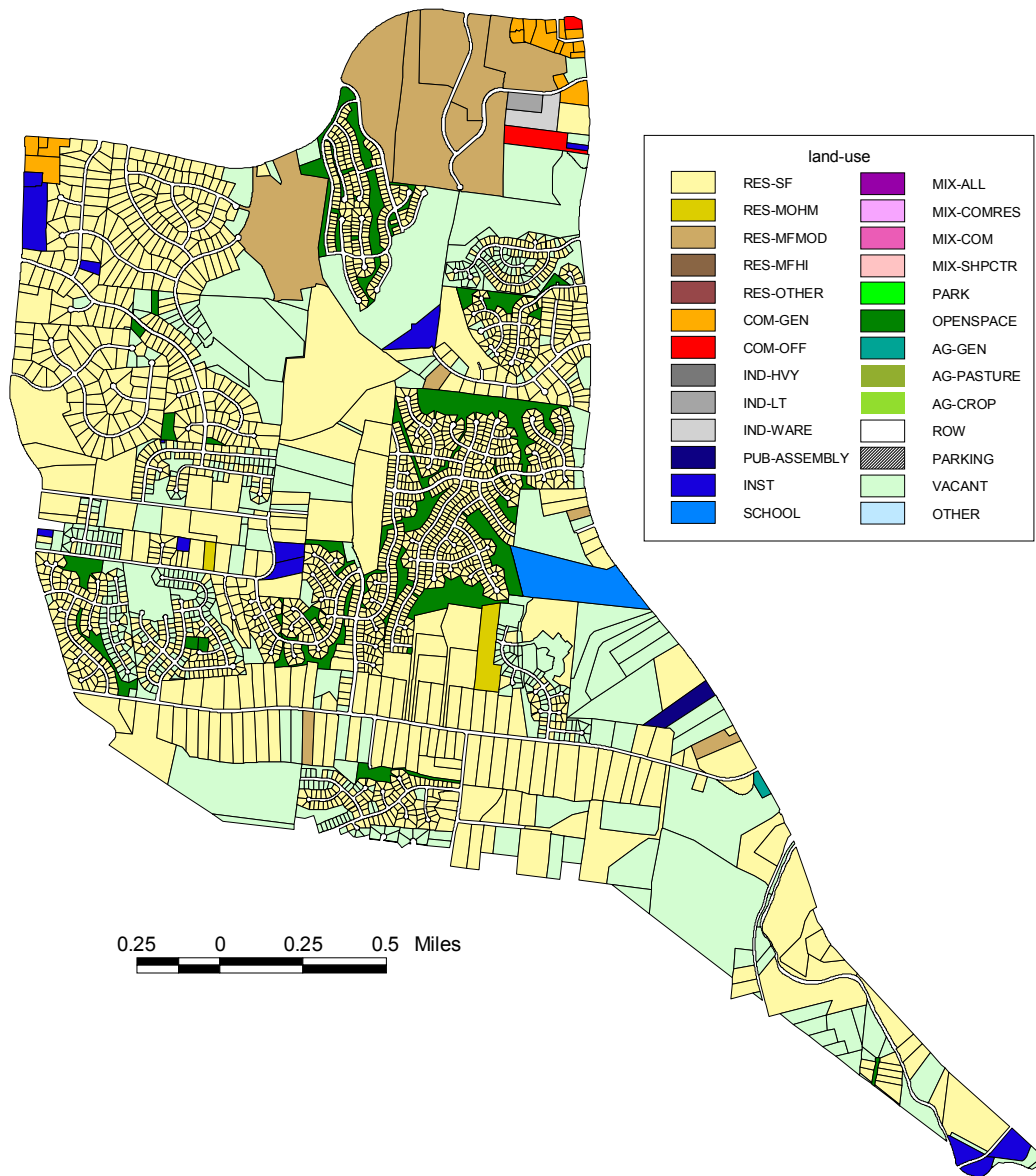 land-use
RES-SF
RES-MOHM
RES-MFMOD
RES-MFHI
RES-OTHER
COM-GEN
COM-OFF
IND-HVY
IND-LT
IND-WARE
PUB-ASSEMBLY
INST
SCHOOL
MIX-ALL
MIX-COMRES
MIX-COM
MIX-SHPCTR
PARK
OPENSPACE
AG-GEN
AG-PASTURE
AG-CROP
ROW
PARKING
VACANT
OTHER
0.25 0 0.25 0.5 Miles